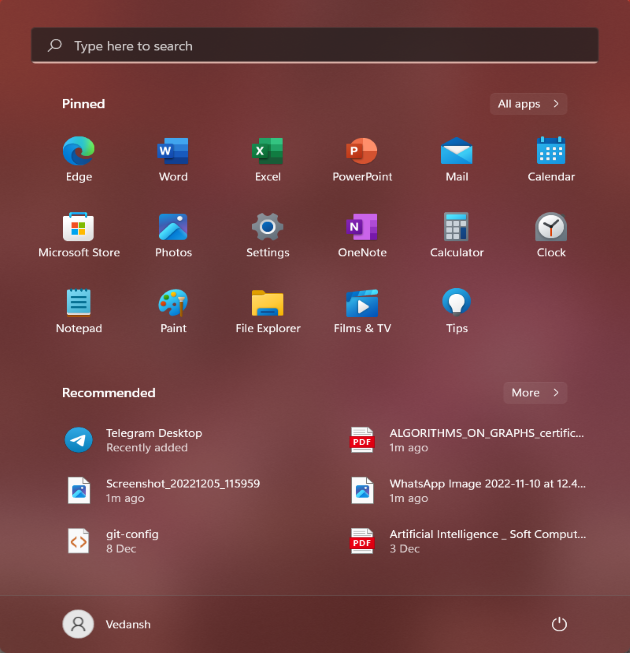 Type here to search
Pinned
All apps
Edge
Word
Excel
PowerPoint
Mail
Calendar
Microsoft Store
Photos
Settings
OneNote
Calculator
Clock
Notepad
Paint
File Explorer
Films & TV
Tips
Recommended
More
Telegram Desktop
Recently added
ALGORITHMS_ON_GRAPHS_certific...
PDF
1m ago
Screenshot_20221205_115959
1m ago
WhatsApp Image 2022-11-10 at 12.4...
1m ago
git-config
8 Dec
Artificial Intelligence _ Soft Comput...
PDF
3 Dec
Vedansh